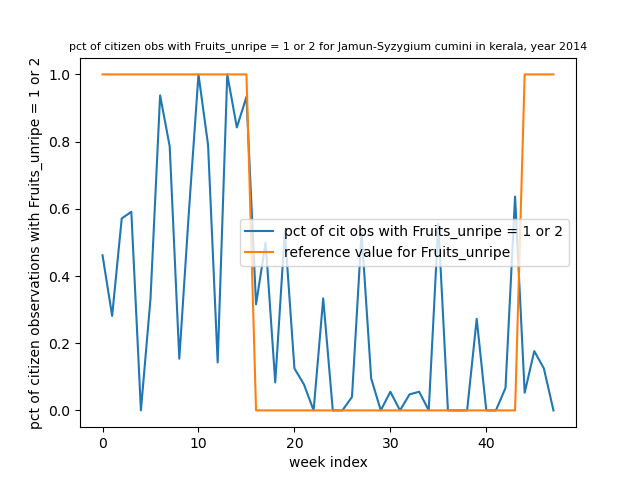 pct of citizen obs with Fruits_unripe = 1 or 2 for Jamun-Syzygium cumini in kerala, year 2014
pct of citizen observations with Fruits_unripe = 1 or 2
1.0
0.8
0.6
0.4
0.2
0.0
pct of cit obs with Fruits_unripe = 1 or 2
reference value for Fruits_unripe
0 10 20 30 40
week index